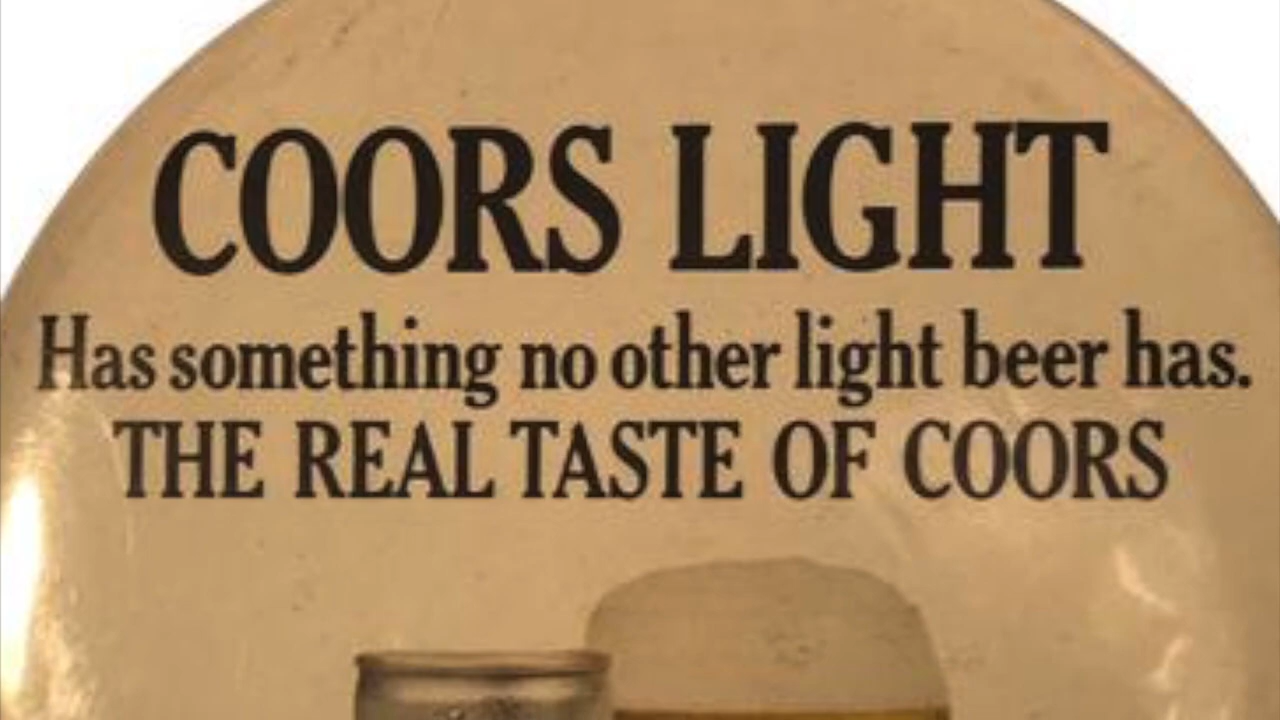 COORS LIGHT
Has something no other light beer has.
THE REAL TASTE OF COORS